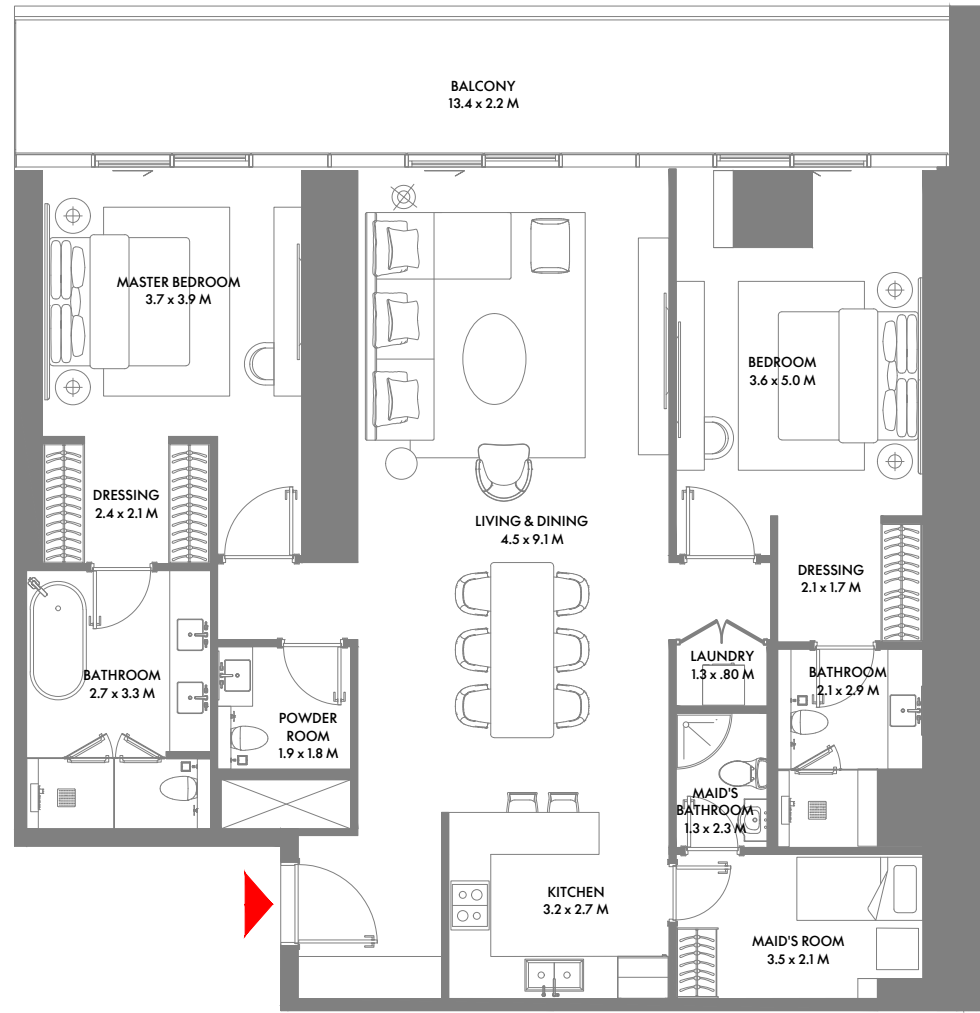 BALCONY
13.4 x 2.2 M
MASTER BEDROOM
3.7 x 3.9 M
BEDROOM
3.6 x 5.0 M
DRESSING
2.4 x 2.1 M
LIVING & DINING
4.5 x 9.1 M
DRESSING
2.1 x 1.7 M
BATHROOM
2.7 x 3.3 M
LAUNDRY
1.3 x .80 M
BATHROOM
2.1 x 2.9 M
POWDER
ROOM
1.9 x 1.8 M
MAID'S
BATHROOM
1.3 x 2.3 M
KITCHEN
3.2 x 2.7 M
MAID'S ROOM
3.5 x 2.1 M